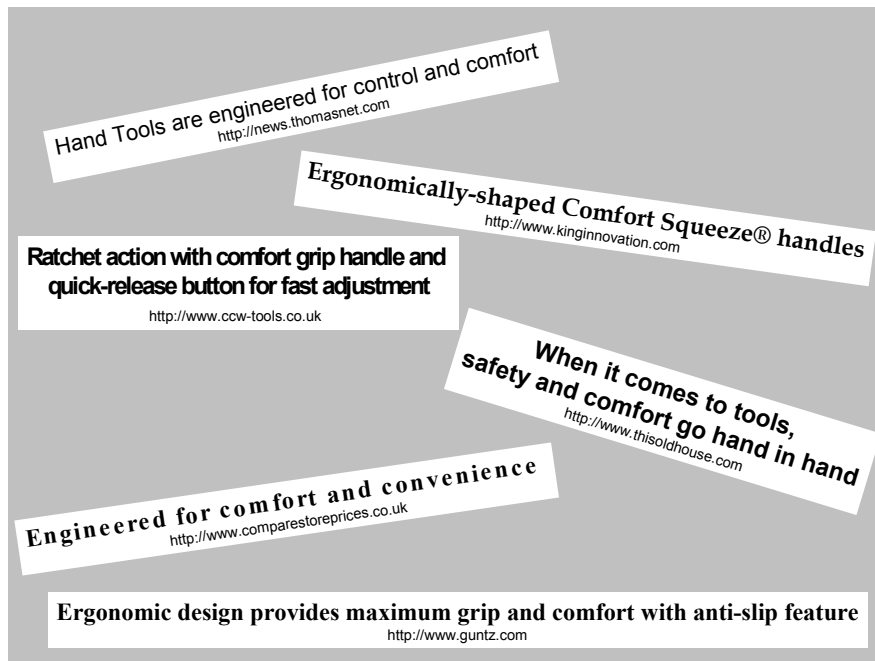 Hand Tools are engineered for control and comfort
http://news.thomasnet.com
Ergonomically-shaped Comfort Squeeze® handles
http://www.kinginnovation.com
Ratchet action with comfort grip handle and
quick-release button for fast adjustment
http://www.ccw-tools.co.uk
When it comes to tools,
safety and comfort go hand in hand
http://www.thisoldhouse.com
Engineered for comfort and convenience
http://www.comparestoreprices.co.uk
Ergonomic design provides maximum grip and comfort with anti-slip feature
http://www.guntz.com